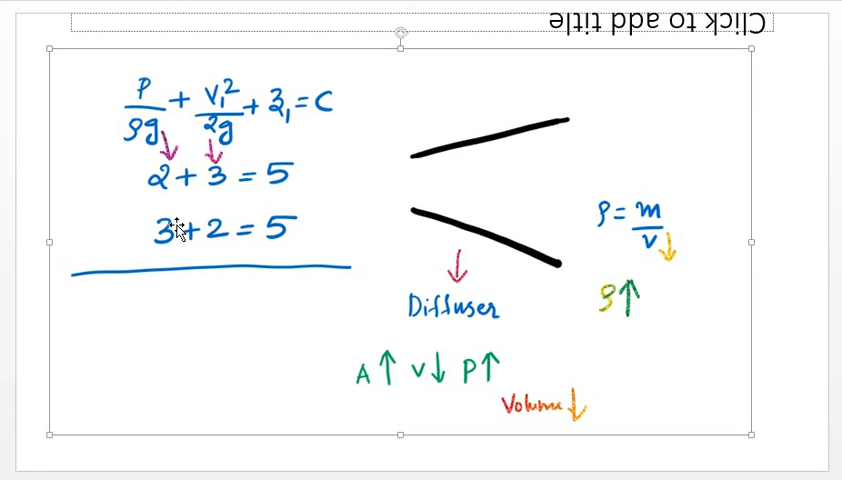 Click to add title
P/ρg + V₁²/2g + z₁ = C
2 + 3 = 5
3 + 2 = 5
ρ = m/v ↓
ρ↑
Diffuser
A↑ V↓ P↑
Volume↓